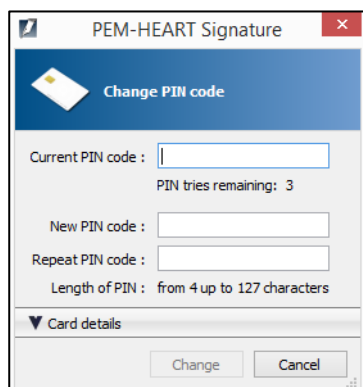 PEM-HEART Signature
Change PIN code
Current PIN code :
PIN tries remaining: 3
New PIN code :
Repeat PIN code :
Length of PIN : from 4 up to 127 characters
Card details
Change Cancel